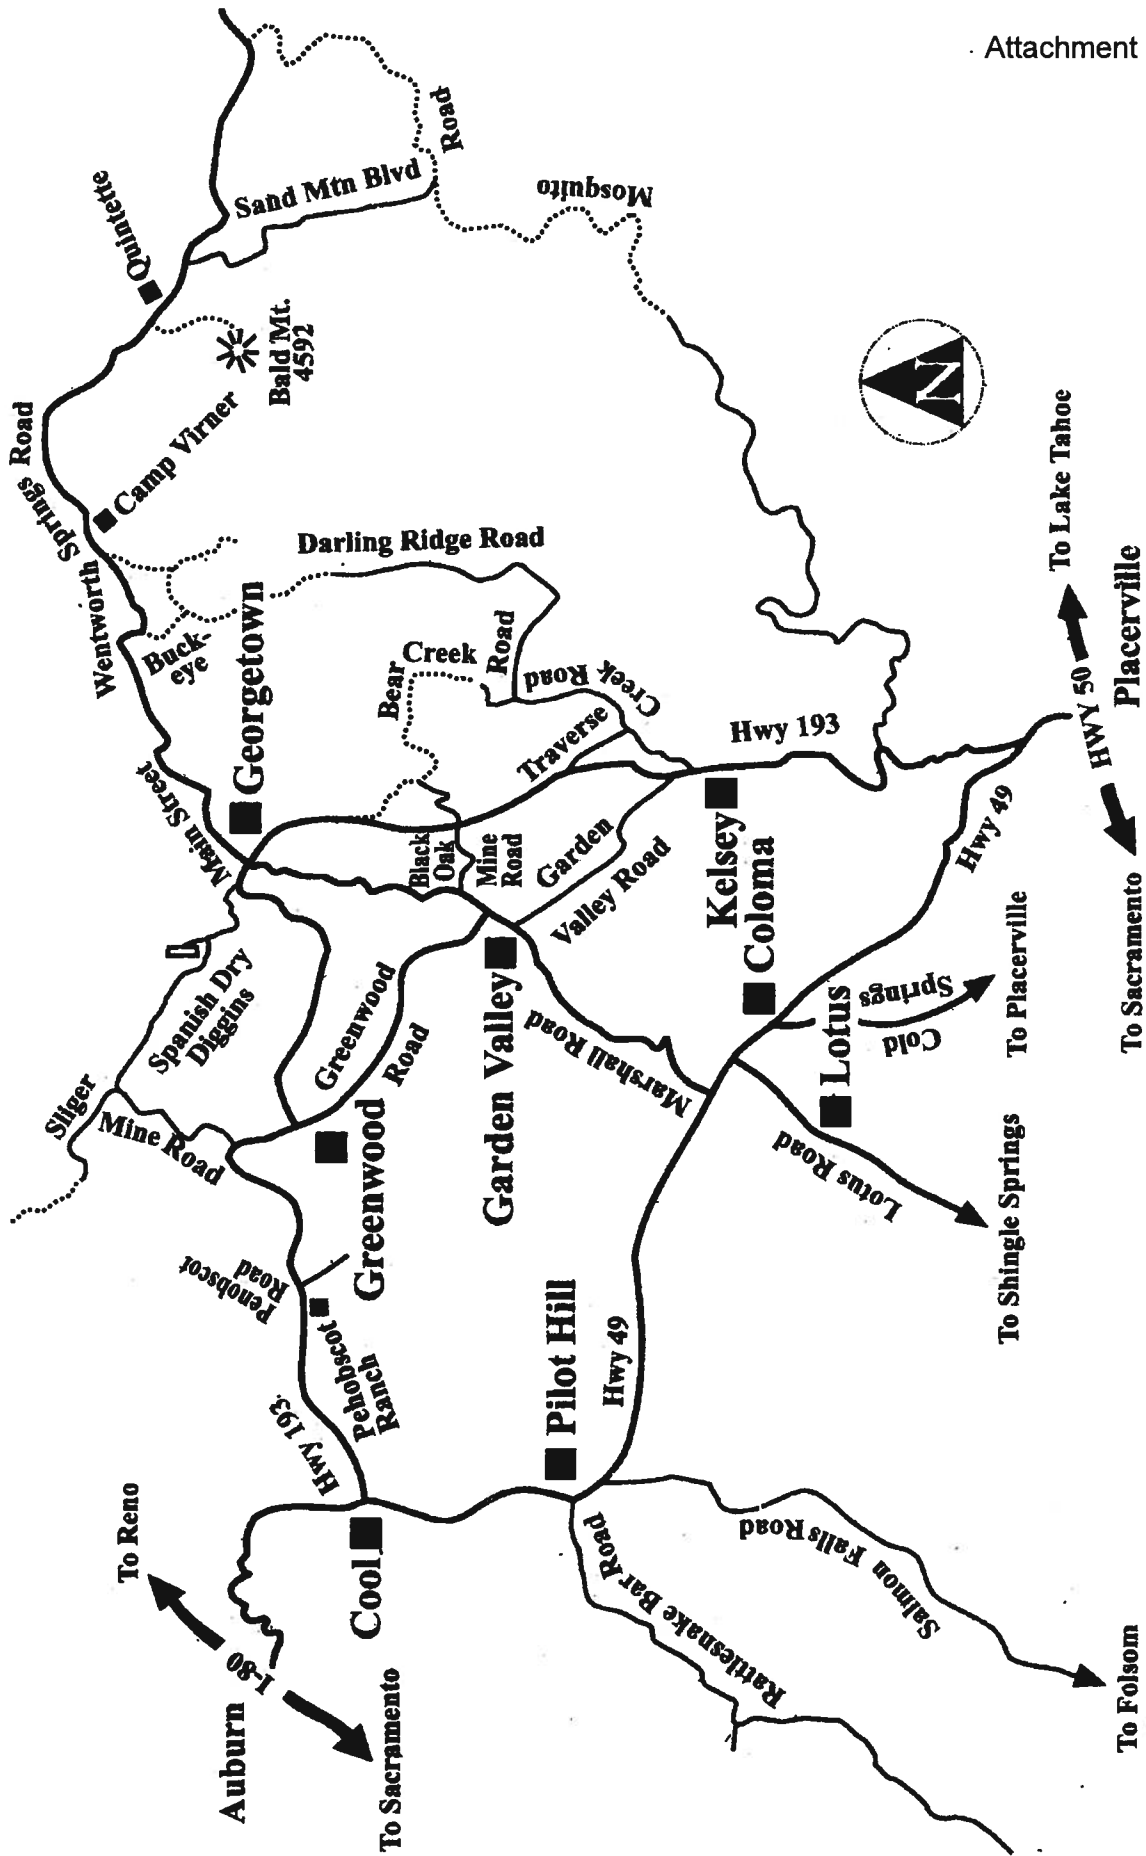 Attachment
Quintette
Sand Mtn Blvd
Road
Mosquito
Bald Mt.
4592
Camp Virner
Wentworth Springs Road
Darling Ridge Road
Buck-
eye
Georgetown
Bear
Creek
Road
Traverse
Creek Road
Hwy 193
N
To Lake Tahoe
HWY 50
Placerville
To Sacramento
Main Street
Black
Oak
Mine
Road
Garden
Valley Road
Kelsey
Coloma
Hwy 49
Spanish Dry
Diggins
Sliger
Mine Road
Greenwood
Road
Greenwood
Garden Valley
Marshall Road
Lotus
Cold
Springs
To Placerville
Lotus Road
To Shingle Springs
Penobscot
Road
Penobscot
Ranch
Hwy 193.
Pilot Hill
Hwy 49
Cool
To Reno
I-80
Auburn
To Sacramento
Rattlesnake Bar Road
Salmon Falls Road
To Folsom